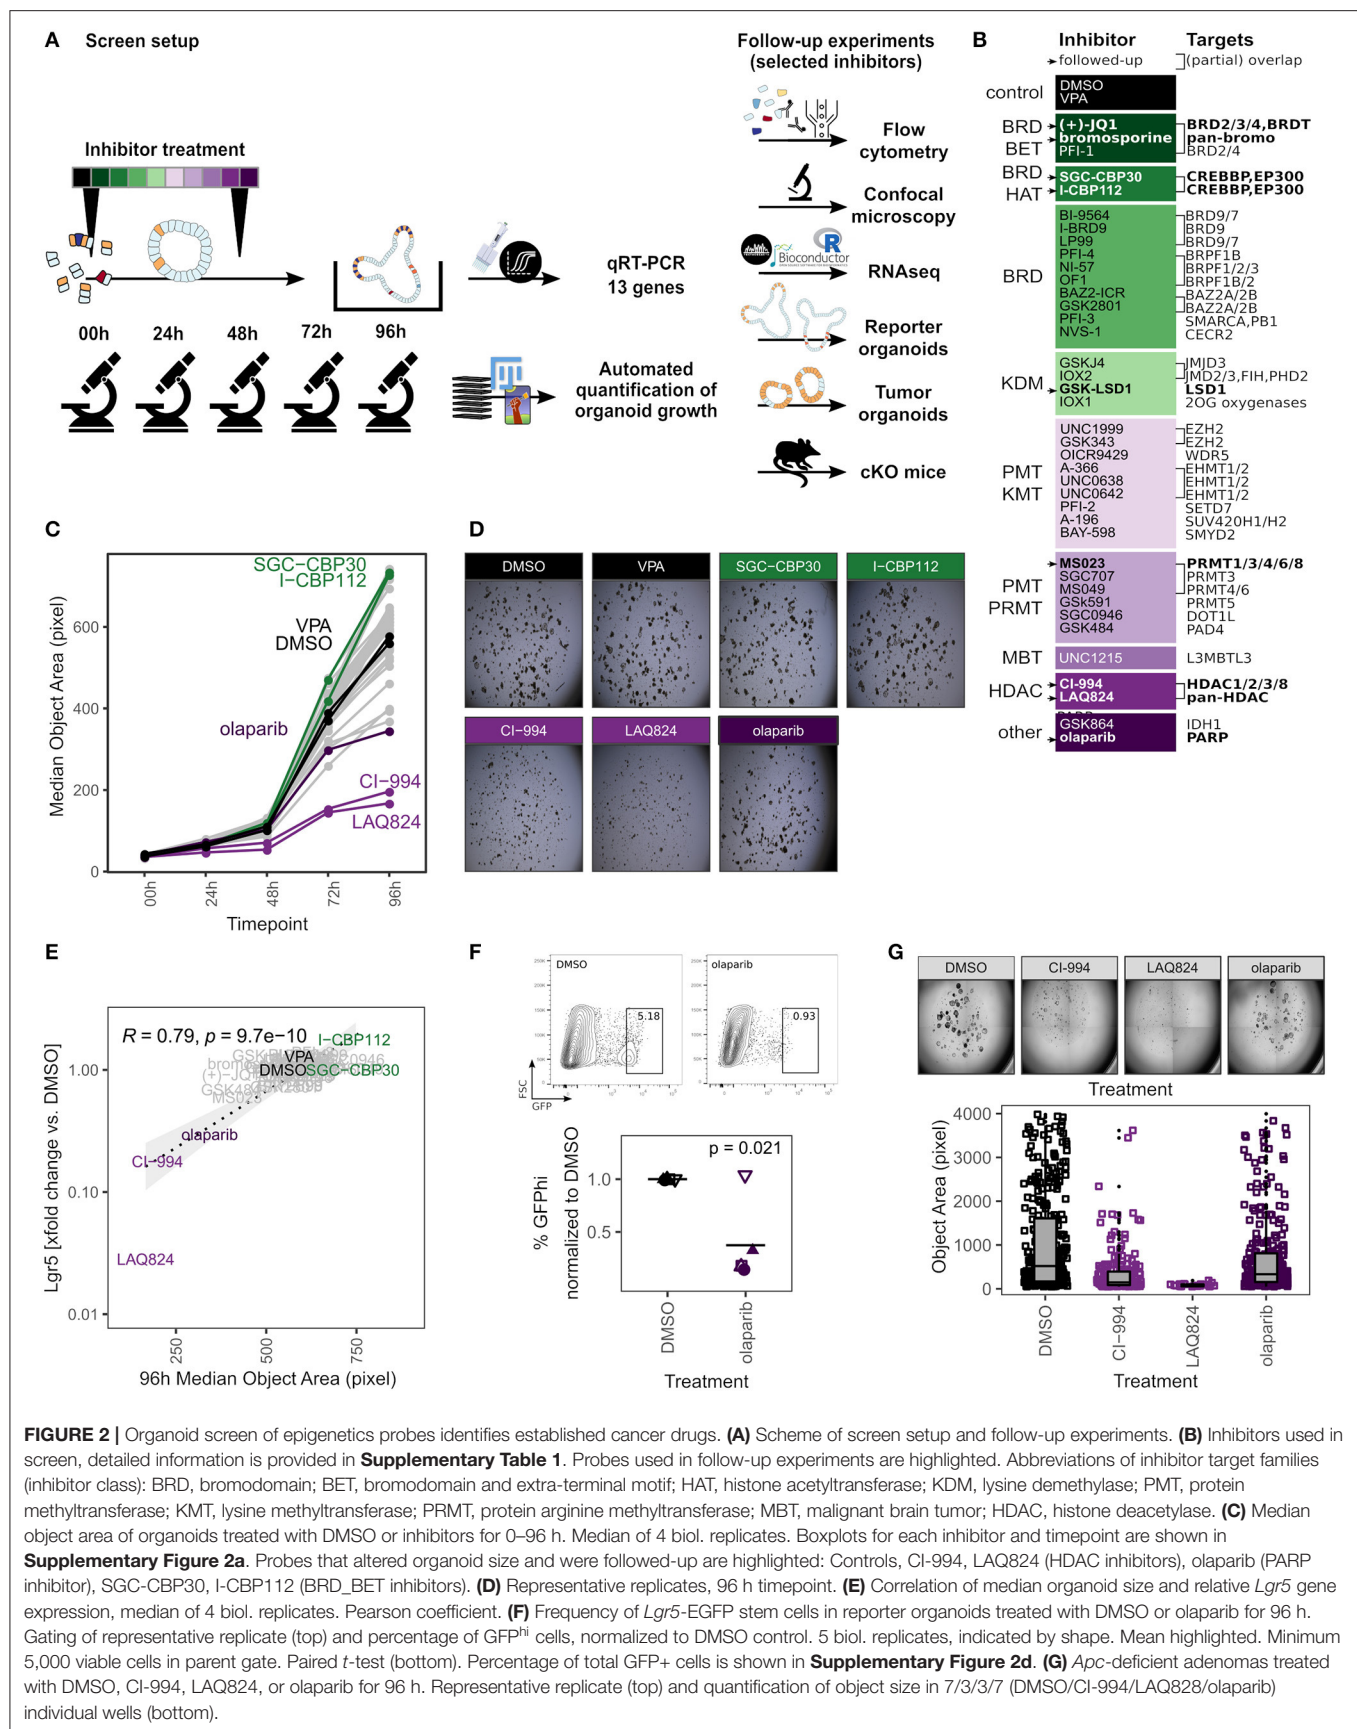 A Screen setup
Inhibitor treatment
00h 24h 48h 72h 96h
qRT-PCR
13 genes
Automated
quantification of
organoid growth
Follow-up experiments
(selected inhibitors)
Flow
cytometry
Confocal
microscopy
Bioconductor
R
RNAseq
Reporter
organoids
Tumor
organoids
cKO mice
B Inhibitor Targets
followed-up (partial) overlap
control
DMSO
VPA
BRD
BET
(+)-JQ1 BRD2/3/4,BRDT
bromosporine pan-bromo
PFI-1 BRD2/4
BRD
HAT
SGC-CBP30 CREBBP,EP300
I-CBP112 CREBBP,EP300
BRD
BI-9564 BRD9/7
I-BRD9 BRD9
LP99 BRD9/7
PFI-4 BRPF1B
NI-57 BRPF1/2/3
OF1 BRPF1B/2
BAZ2-ICR BAZ2A/2B
GSK2801 BAZ2A/2B
PFI-3 SMARCA,PB1
NVS-1 CECR2
KDM
GSKJ4 JMJD3
IOX2 JMJD2/3,FIH,PHD2
GSK-LSD1 LSD1
IOX1 2OG oxygenases
PMT
KMT
UNC1999 EZH2
GSK343 EZH2
OICR9429 WDR5
A-366 EHMT1/2
UNC0638 EHMT1/2
UNC0642 EHMT1/2
PFI-2 SETD7
A-196 SUV420H1/H2
BAY-598 SMYD2
PMT
PRMT
MS023 PRMT1/3/4/6/8
SGC707 PRMT3
MS049 PRMT4/6
GSk591 PRMT5
SGC0946 DOT1L
GSK484 PAD4
MBT
UNC1215 L3MBTL3
HDAC
CI-994 HDAC1/2/3/8
LAQ824 pan-HDAC
other
GSK864 IDH1
olaparib PARP
C
Median Object Area (pixel)
600
400
200
0
SGC−CBP30
I−CBP112
VPA
DMSO
olaparib
CI−994
LAQ824
00h 24h 48h 72h 96h
Timepoint
D
DMSO VPA SGC-CBP30 I-CBP112
CI-994 LAQ824 olaparib
E
Lgr5 [xfold change vs. DMSO]
R = 0.79, p = 9.7e−10
I−CBP112
VPA
DMSO SGC−CBP30
olaparib
CI−994
LAQ824
1.00
0.10
0.01
250 500 750
96h Median Object Area (pixel)
F
DMSO olaparib
250K 200K 150K 100K 50K 0
5.18 0.93
FSC
GFP
p = 0.021
% GFPhi
normalized to DMSO
1.0
0.5
DMSO olaparib
Treatment
G
DMSO CI-994 LAQ824 olaparib
Treatment
Object Area (pixel)
4000
3000
2000
1000
0
DMSO CI−994 LAQ824 olaparib
FIGURE 2 | Organoid screen of epigenetics probes identifies established cancer drugs. (A) Scheme of screen setup and follow-up experiments. (B) Inhibitors used in
screen, detailed information is provided in Supplementary Table 1. Probes used in follow-up experiments are highlighted. Abbreviations of inhibitor target families
(inhibitor class): BRD, bromodomain; BET, bromodomain and extra-terminal motif; HAT, histone acetyltransferase; KDM, lysine demethylase; PMT, protein
methyltransferase; KMT, lysine methyltransferase; PRMT, protein arginine methyltransferase; MBT, malignant brain tumor; HDAC, histone deacetylase. (C) Median
object area of organoids treated with DMSO or inhibitors for 0–96 h. Median of 4 biol. replicates. Boxplots for each inhibitor and timepoint are shown in
Supplementary Figure 2a. Probes that altered organoid size and were followed-up are highlighted: Controls, CI-994, LAQ824 (HDAC inhibitors), olaparib (PARP
inhibitor), SGC-CBP30, I-CBP112 (BRD_BET inhibitors). (D) Representative replicates, 96 h timepoint. (E) Correlation of median organoid size and relative Lgr5 gene
expression, median of 4 biol. replicates. Pearson coefficient. (F) Frequency of Lgr5-EGFP stem cells in reporter organoids treated with DMSO or olaparib for 96 h.
Gating of representative replicate (top) and percentage of GFPhi cells, normalized to DMSO control. 5 biol. replicates, indicated by shape. Mean highlighted. Minimum
5,000 viable cells in parent gate. Paired t-test (bottom). Percentage of total GFP+ cells is shown in Supplementary Figure 2d. (G) Apc-deficient adenomas treated
with DMSO, CI-994, LAQ824, or olaparib for 96 h. Representative replicate (top) and quantification of object size in 7/3/3/7 (DMSO/CI-994/LAQ828/olaparib)
individual wells (bottom).